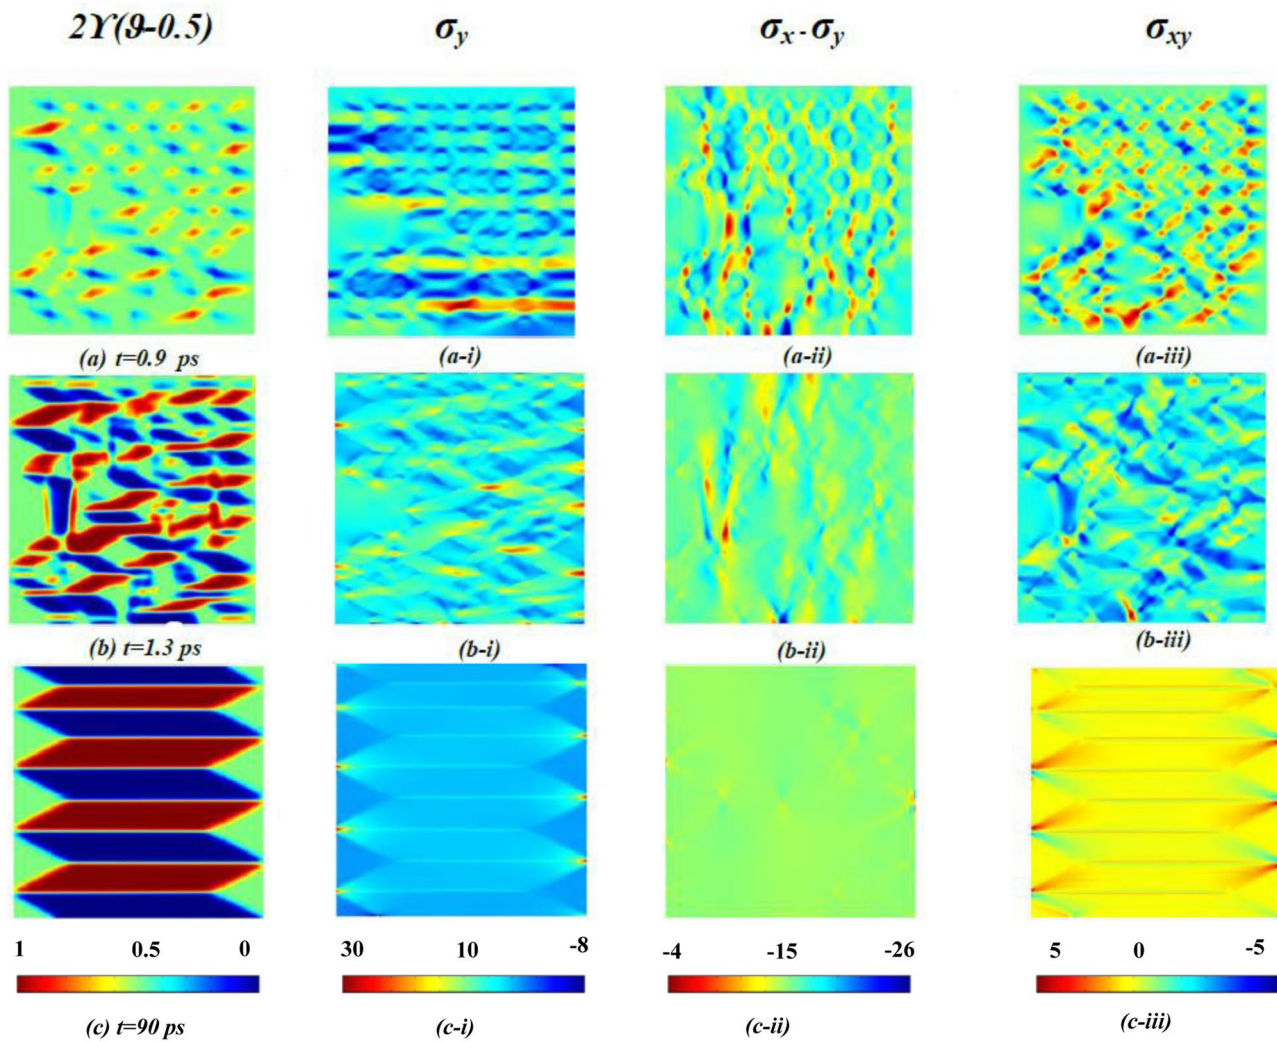 2ϒ(ϑ-0.5) σy σx - σy σxy
(a) t=0.9 ps (a-i) (a-ii) (a-iii)
(b) t=1.3 ps (b-i) (b-ii) (b-iii)
1 0.5 0 30 10 -8 -4 -15 -26 5 0 -5
(c) t=90 ps (c-i) (c-ii) (c-iii)